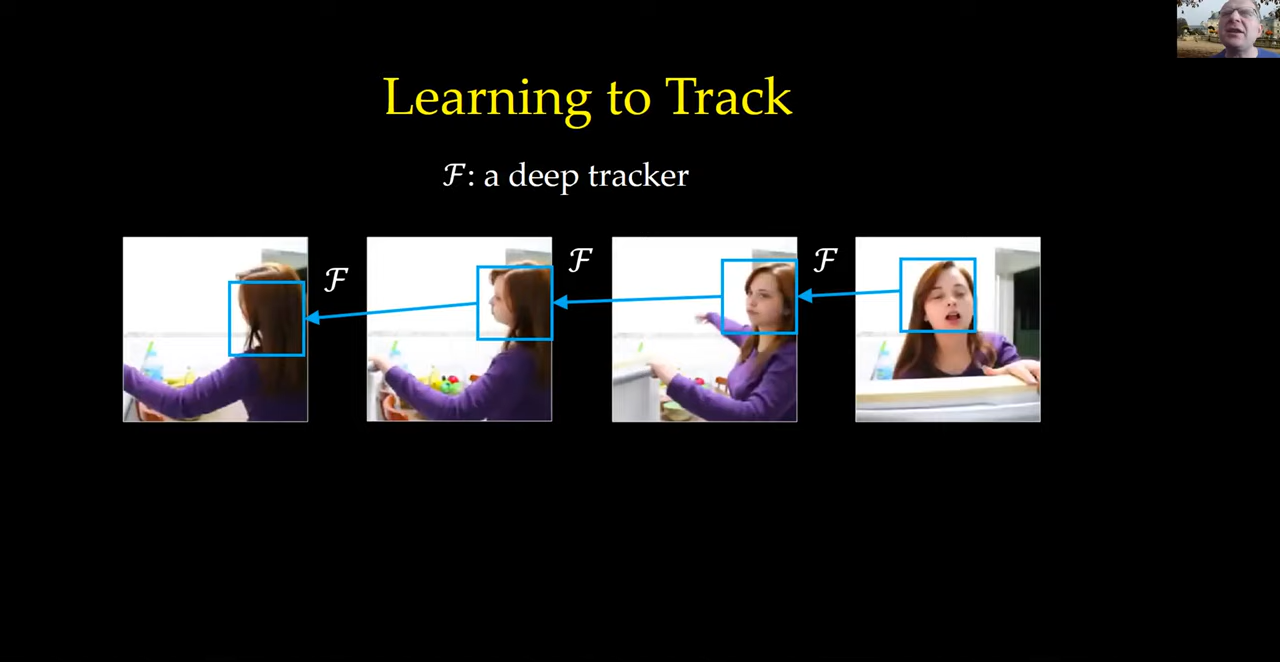 Learning to Track
ℱ: a deep tracker
ℱ
ℱ
ℱ